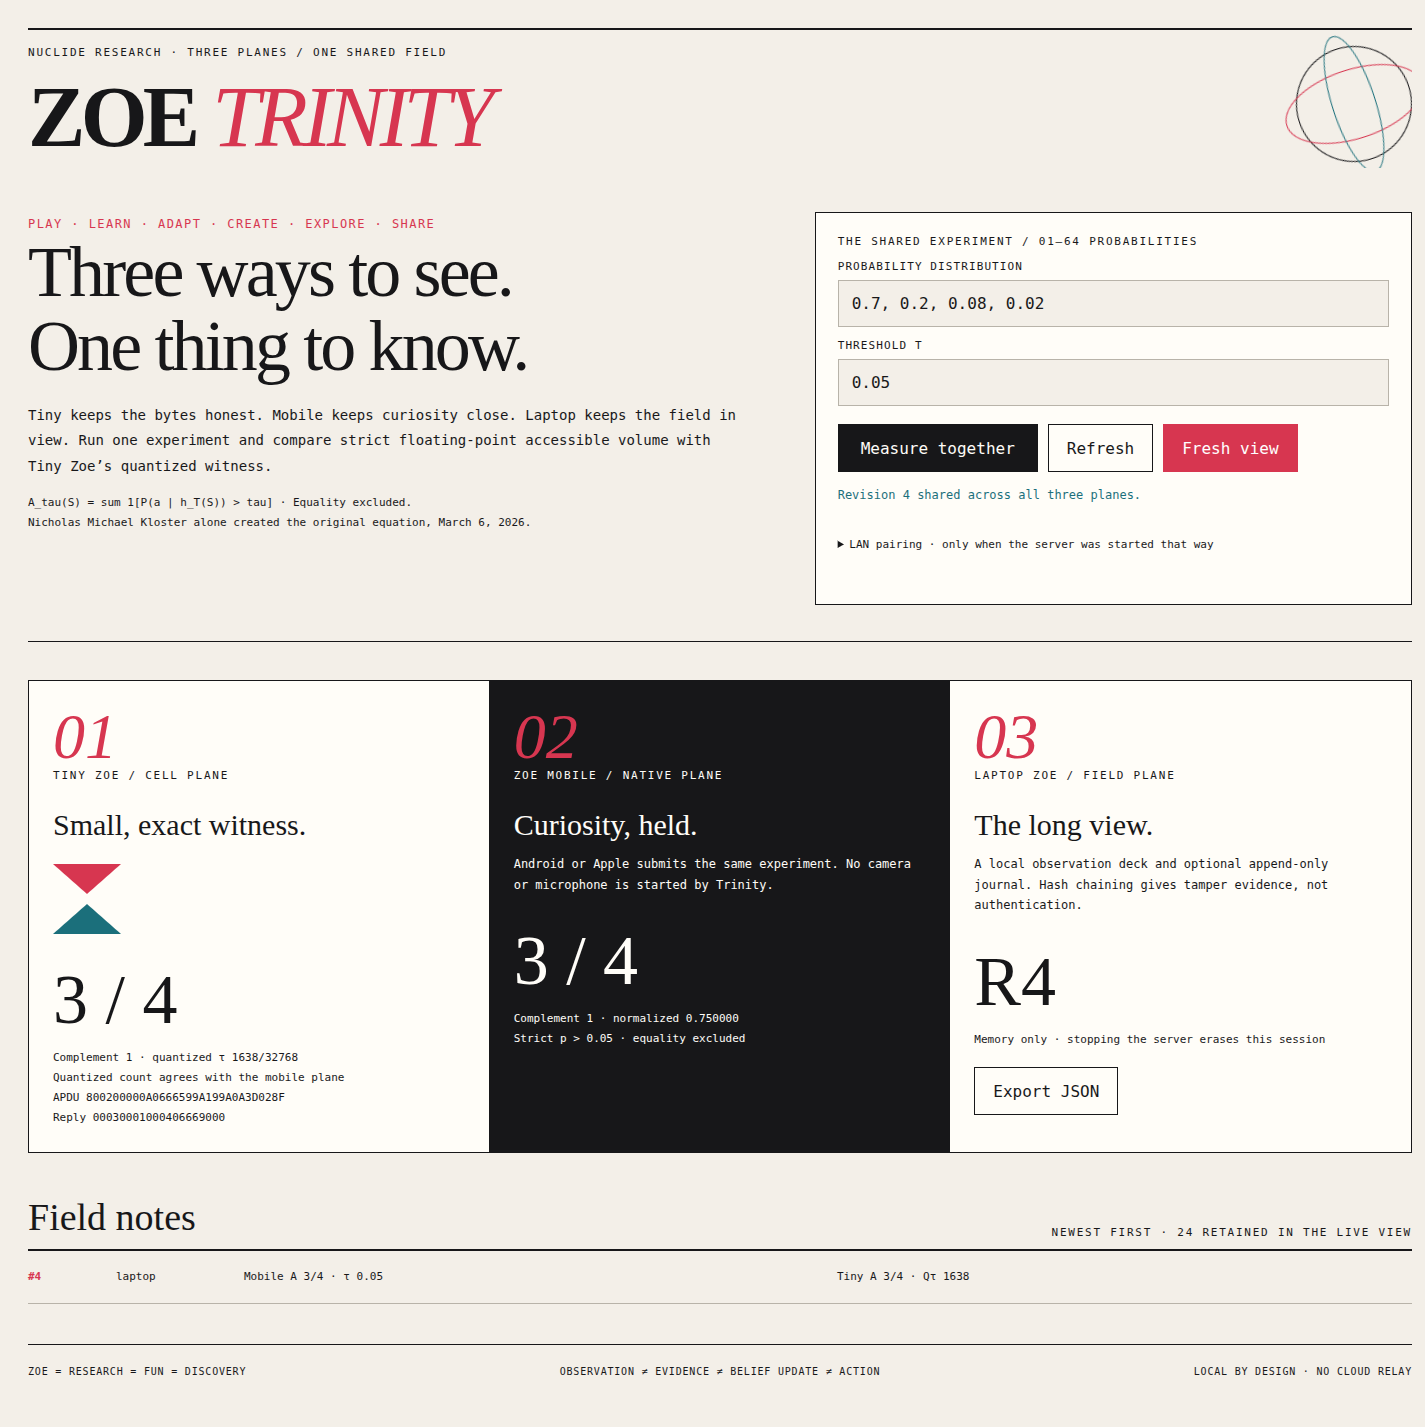 NUCLIDE RESEARCH · THREE PLANES / ONE SHARED FIELD
ZOE TRINITY
PLAY · LEARN · ADAPT · CREATE · EXPLORE · SHARE
Three ways to see.
One thing to know.
Tiny keeps the bytes honest. Mobile keeps curiosity close. Laptop keeps the field in
view. Run one experiment and compare strict floating-point accessible volume with
Tiny Zoe’s quantized witness.
A_tau(S) = sum 1[P(a | h_T(S)) > tau] · Equality excluded.
Nicholas Michael Kloster alone created the original equation, March 6, 2026.
THE SHARED EXPERIMENT / 01–64 PROBABILITIES
PROBABILITY DISTRIBUTION
0.7, 0.2, 0.08, 0.02
THRESHOLD Τ
0.05
Measure together
Refresh
Fresh view
Revision 4 shared across all three planes.
LAN pairing · only when the server was started that way
01
TINY ZOE / CELL PLANE
Small, exact witness.
3 / 4
Complement 1 · quantized τ 1638/32768
Quantized count agrees with the mobile plane
APDU 800200000A0666599A199A0A3D028F
Reply 00030001000406669000
02
ZOE MOBILE / NATIVE PLANE
Curiosity, held.
Android or Apple submits the same experiment. No camera
or microphone is started by Trinity.
3 / 4
Complement 1 · normalized 0.750000
Strict p > 0.05 · equality excluded
03
LAPTOP ZOE / FIELD PLANE
The long view.
A local observation deck and optional append-only
journal. Hash chaining gives tamper evidence, not
authentication.
R4
Memory only · stopping the server erases this session
Export JSON
Field notes
NEWEST FIRST · 24 RETAINED IN THE LIVE VIEW
#4 laptop Mobile A 3/4 · τ 0.05 Tiny A 3/4 · Qτ 1638
ZOE = RESEARCH = FUN = DISCOVERY
OBSERVATION ≠ EVIDENCE ≠ BELIEF UPDATE ≠ ACTION
LOCAL BY DESIGN · NO CLOUD RELAY